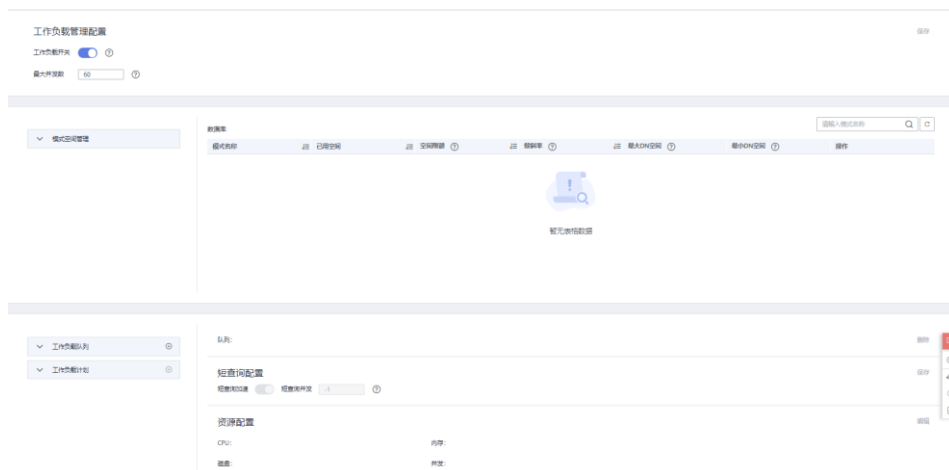 工作负载管理配置
保存
工作负载开关
最大并发数 60
请输入模式名称
模式空间管理
数据库
模式名称 已用空间 空间限额 倾斜率 最大DN空间 最小DN空间 操作
暂无表格数据
工作负载队列
队列: 删除
工作负载计划
短查询配置 保存
短查询加速 短查询并发 -1
资源配置 编辑
CPU: 内存:
磁盘: 并发: